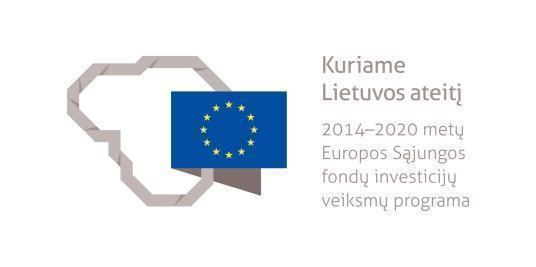 Kuriame
Lietuvos ateitį
2014–2020 metų
Europos Sąjungos
fondų investicijų
veiksmų programa